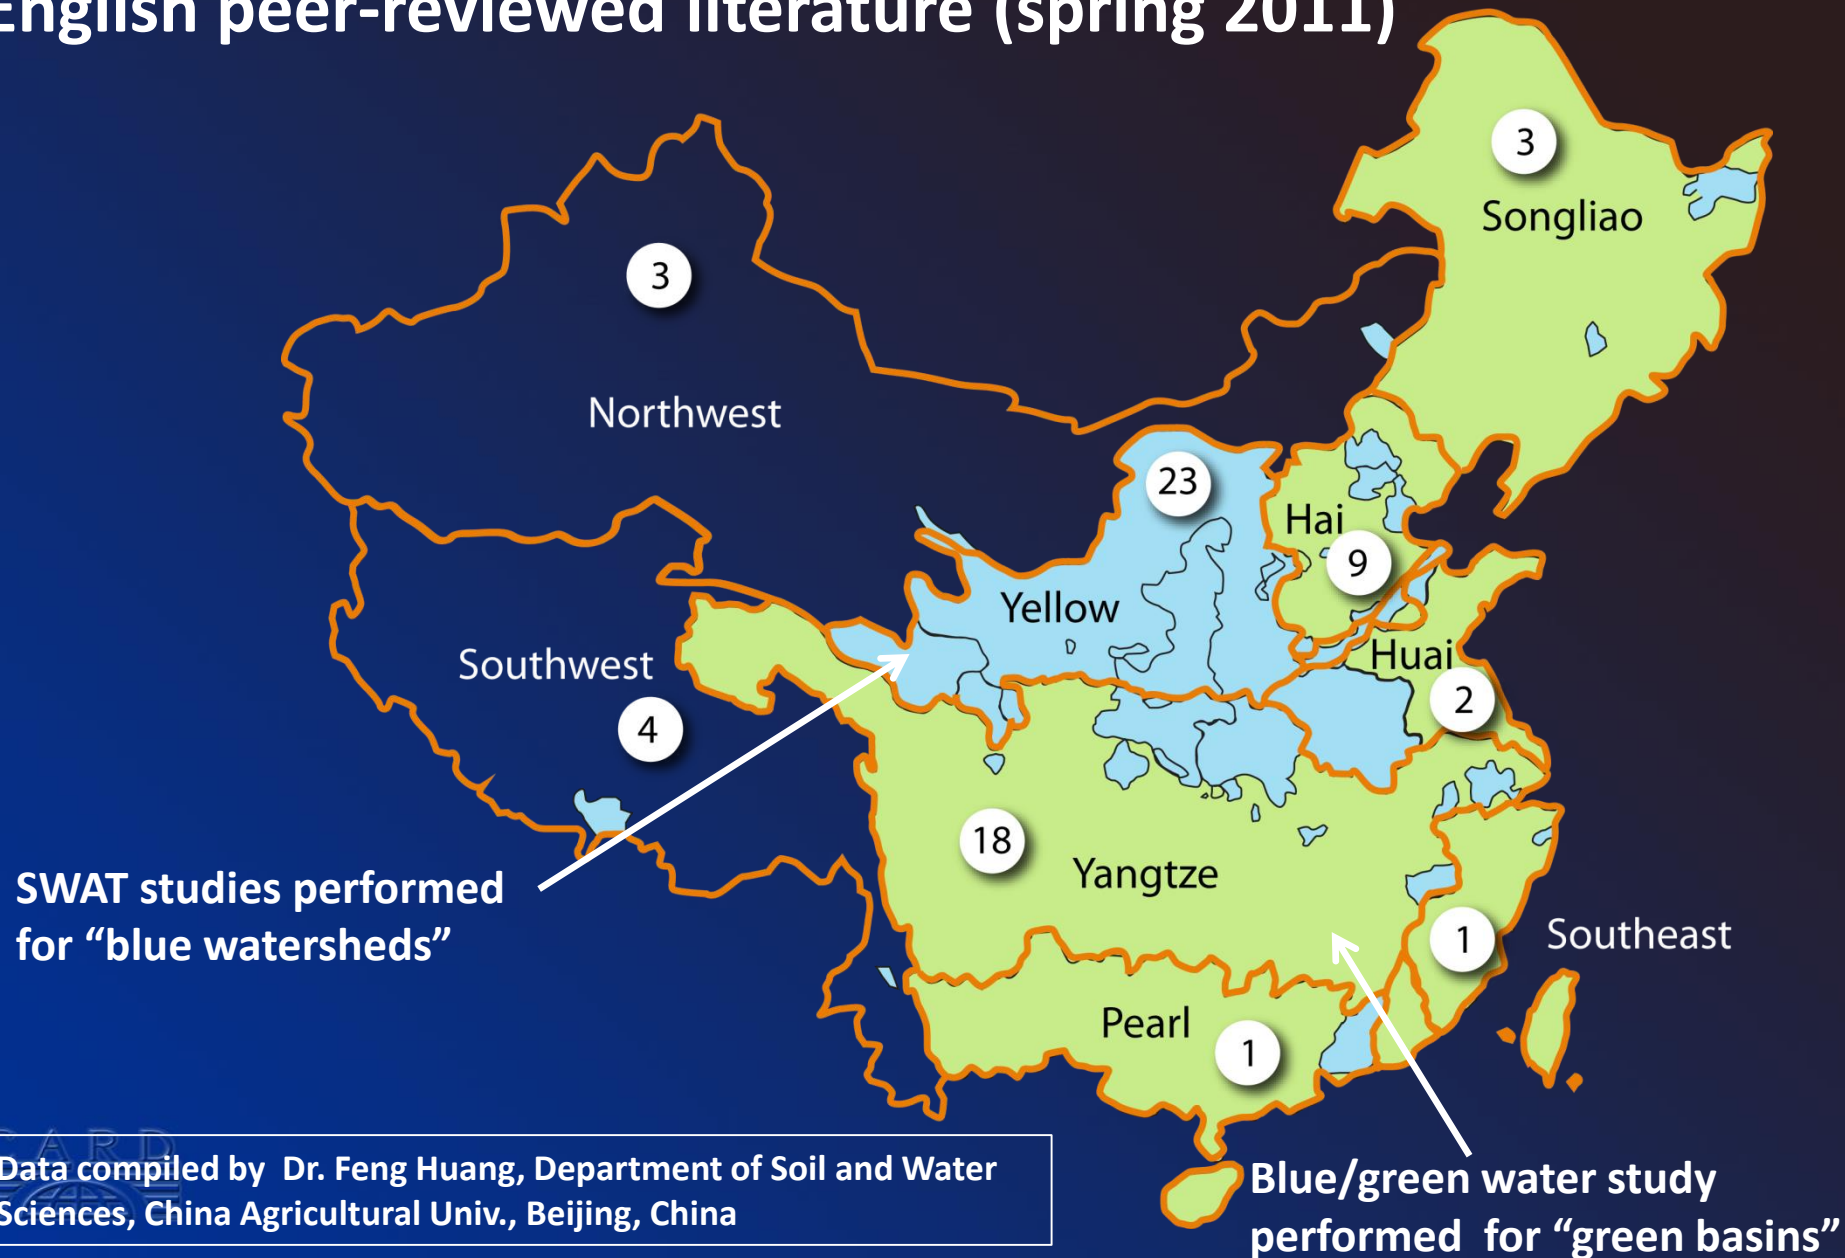 English peer-reviewed literature (spring 2011)
3
Songliao
3
Northwest
23
Hai
9
Yellow
Huai
Southwest
2
4
18
Yangtze
SWAT studies performed
for “blue watersheds”
1
Southeast
Pearl
1
CARD
Data compiled by Dr. Feng Huang, Department of Soil and Water
Sciences, China Agricultural Univ., Beijing, China
Blue/green water study
performed for “green basins”